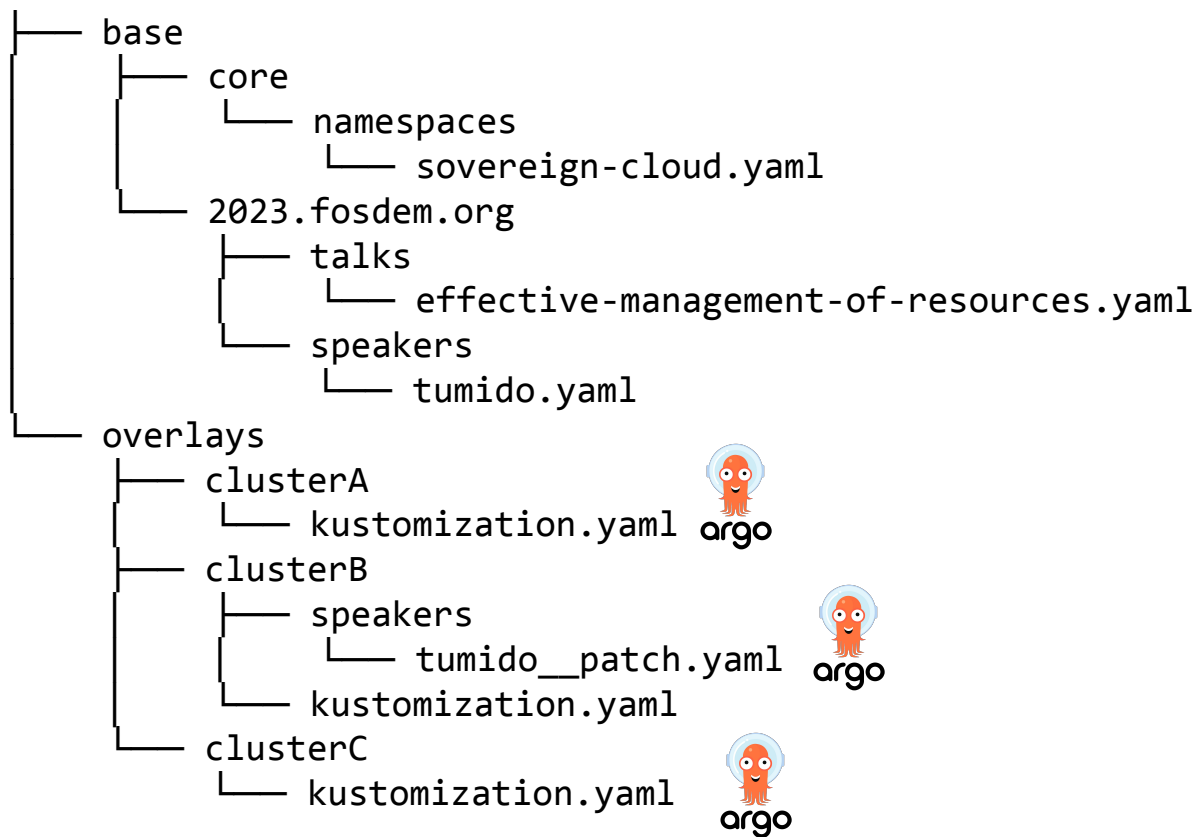 ├── base
│   ├── core
│   │   └── namespaces
│   │       └── sovereign-cloud.yaml
│   └── 2023.fosdem.org
│       ├── talks
│       │   └── effective-management-of-resources.yaml
│       └── speakers
│           └── tumido.yaml
└── overlays
    ├── clusterA
    │   └── kustomization.yaml argo
    ├── clusterB
    │   ├── speakers
    │   │   └── tumido__patch.yaml argo
    │   └── kustomization.yaml
    └── clusterC
        └── kustomization.yaml
argo